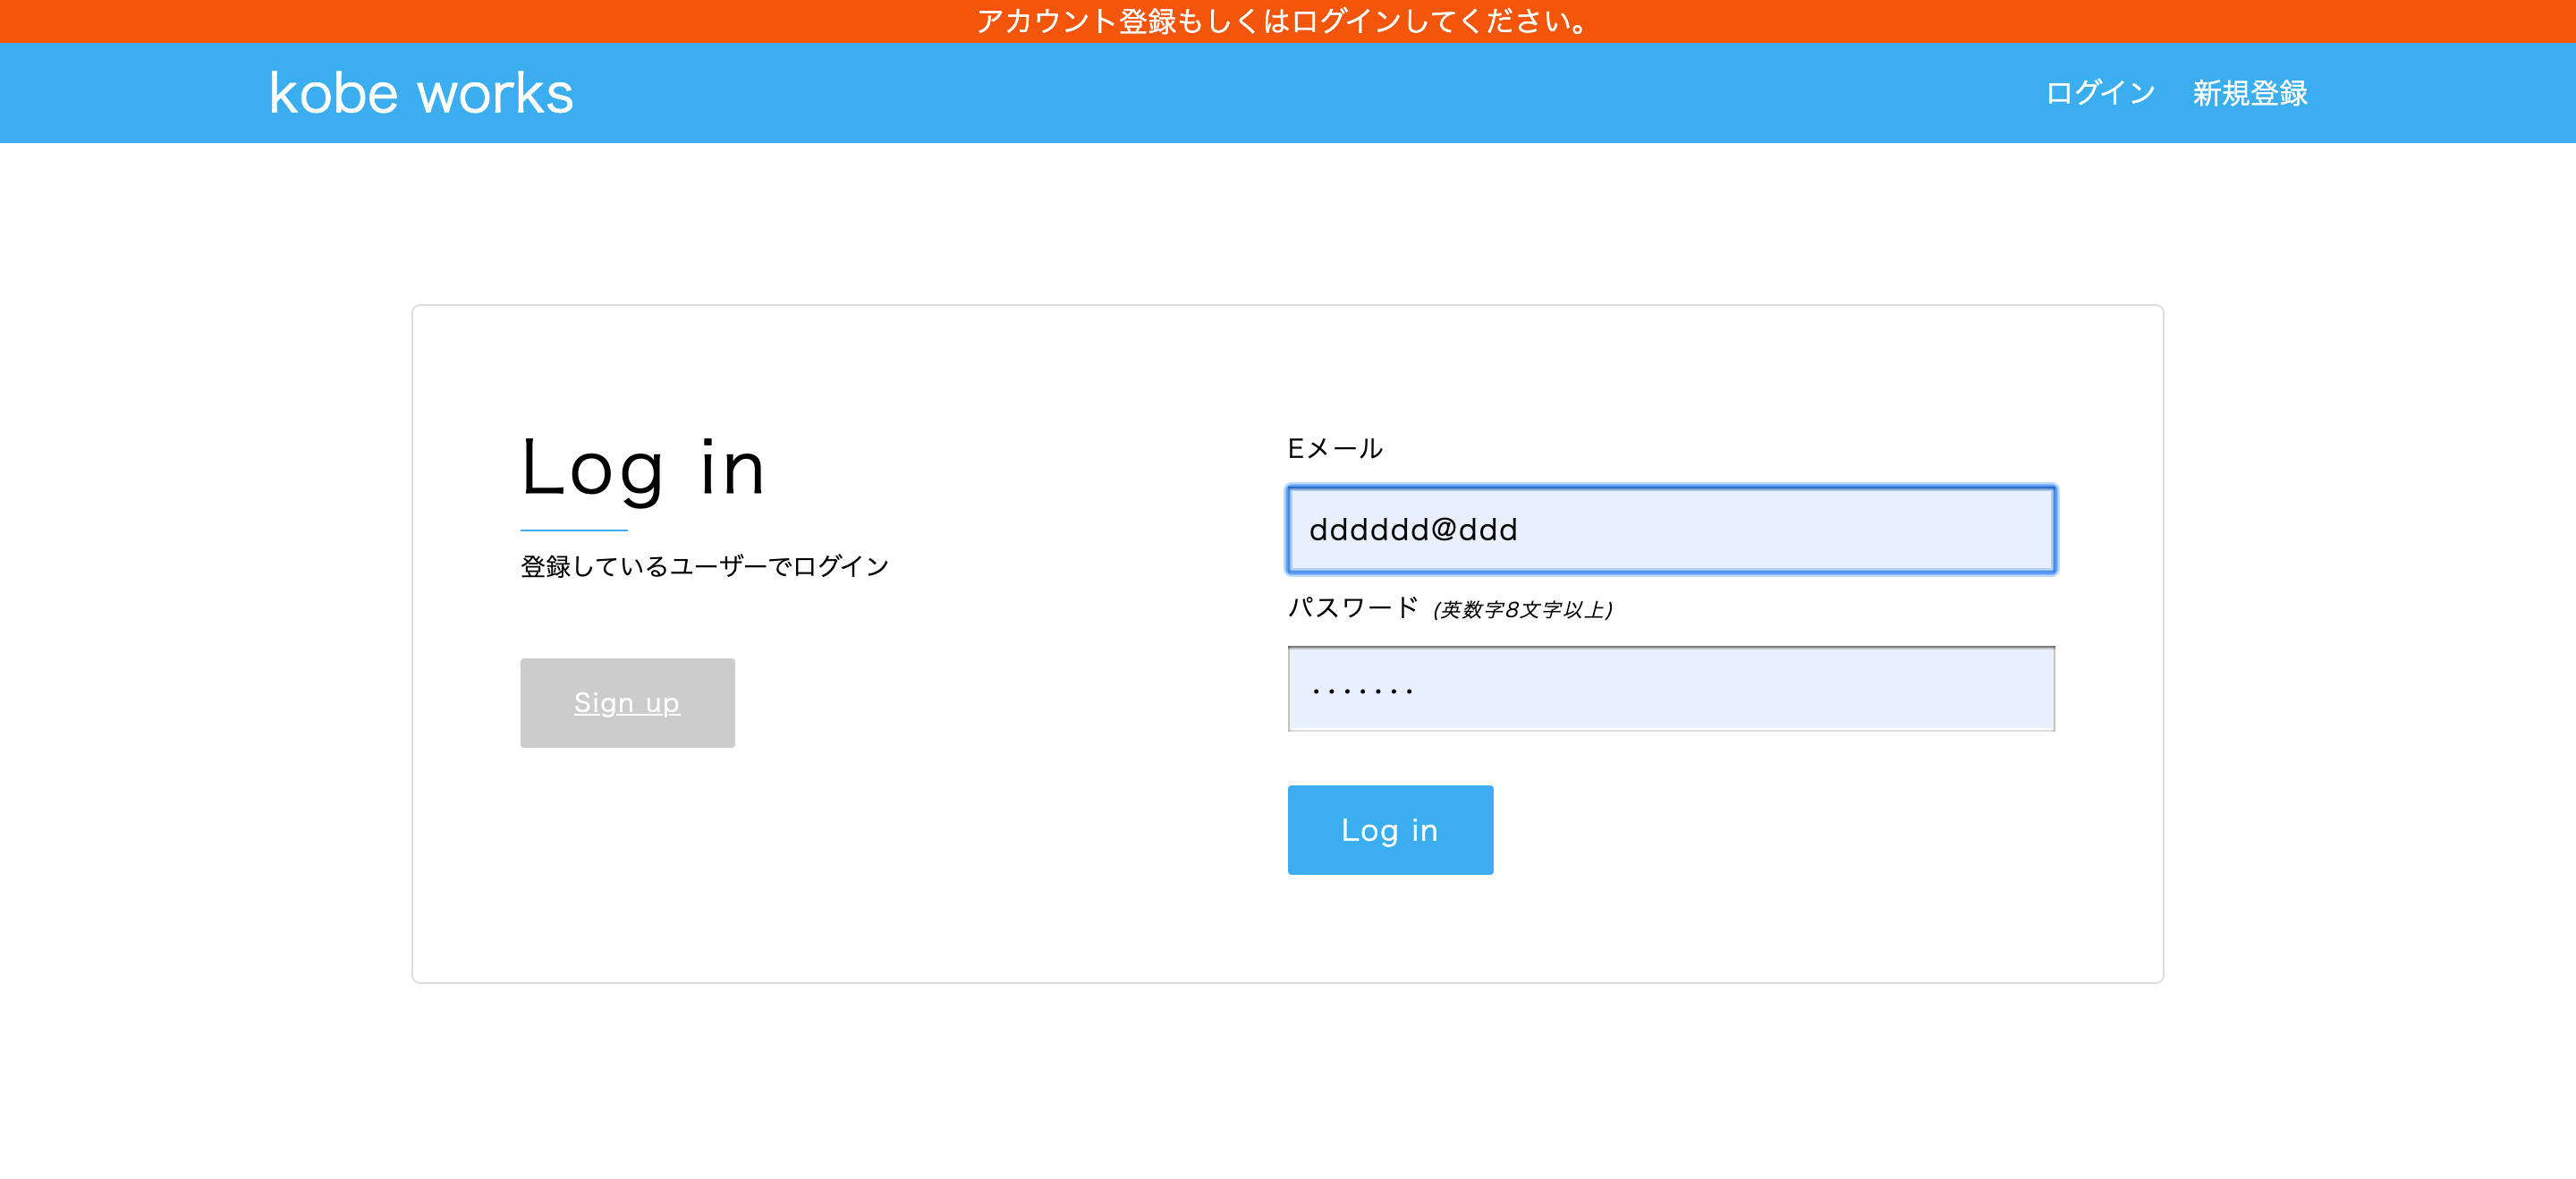 アカウント登録もしくはログインしてください。
kobe works
ログイン 新規登録
Log in
登録しているユーザーでログイン
Sign up
Eメール
dddddd@ddd
パスワード (英数字8文字以上)
·······
Log in